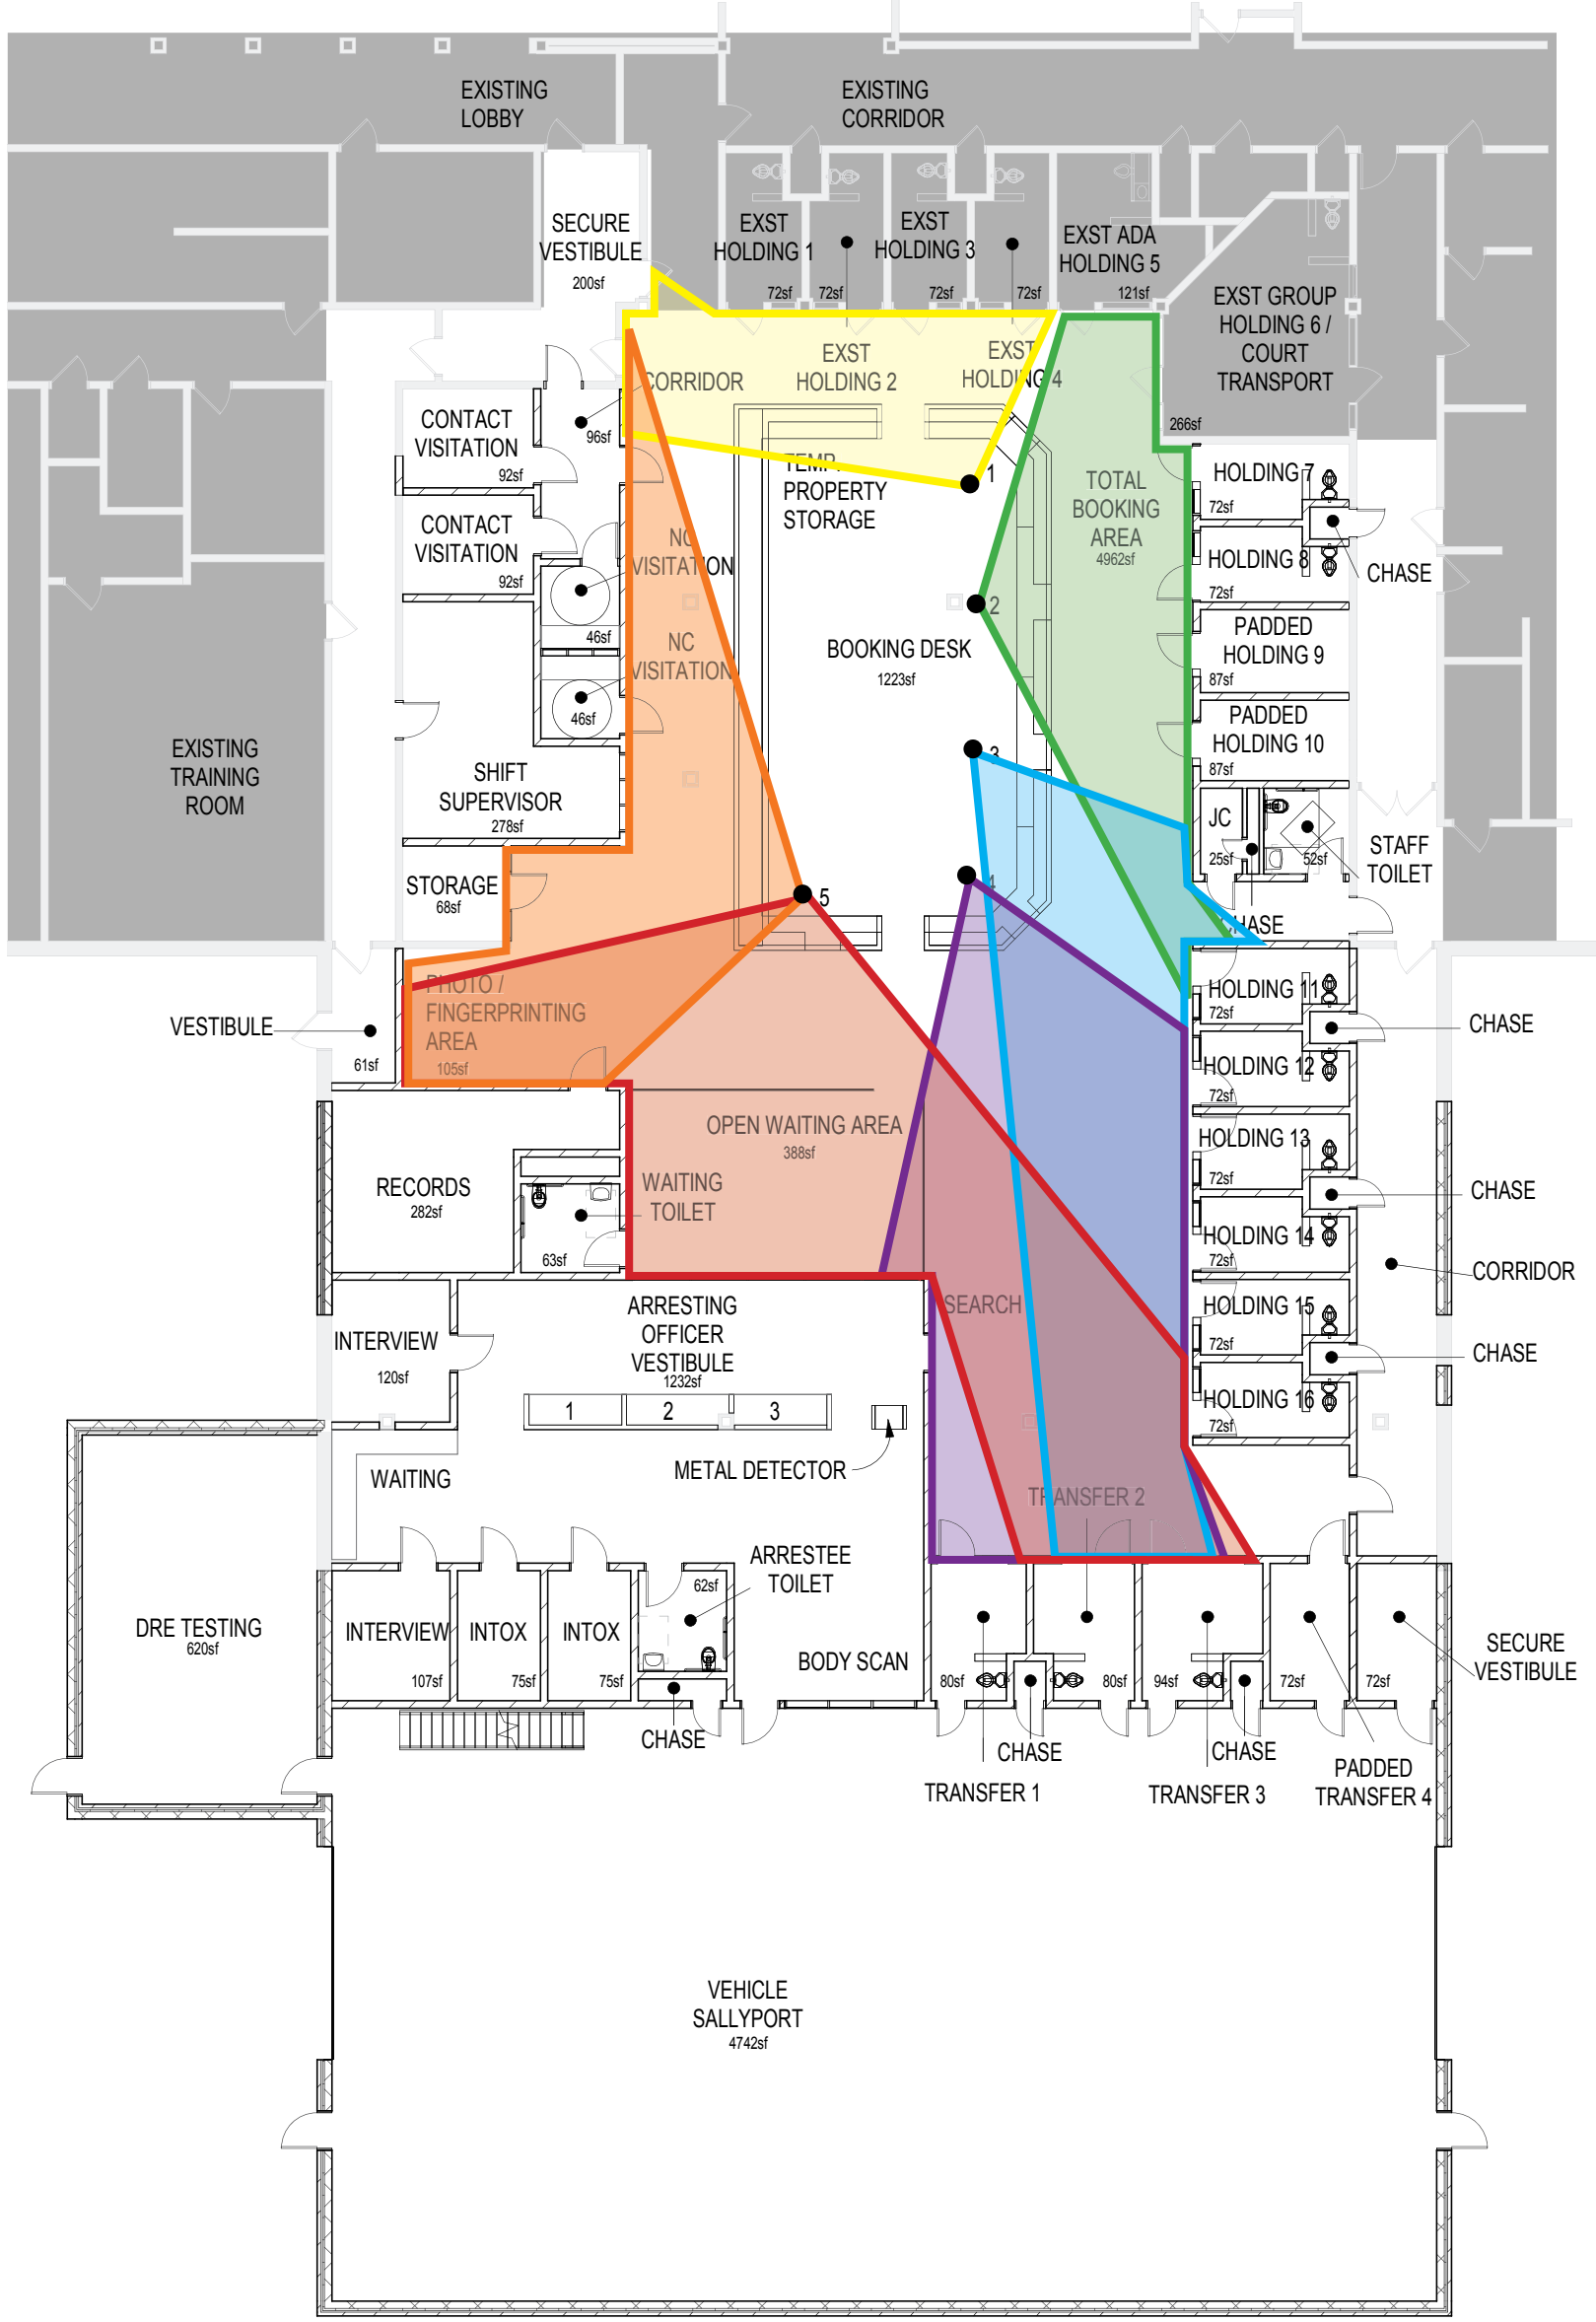 EXISTING
LOBBY
EXISTING
CORRIDOR
SECURE
VESTIBULE
200sf
EXST
HOLDING 1
72sf
72sf
EXST
HOLDING 3
72sf
72sf
EXST ADA
HOLDING 5
121sf
EXST GROUP
HOLDING 6 /
COURT
TRANSPORT
266sf
EXST
HOLDING 2
EXST
HOLDING 4
CORRIDOR
96sf
CONTACT
VISITATION
92sf
CONTACT
VISITATION
92sf
TEMP.
PROPERTY
STORAGE
1
TOTAL
BOOKING
AREA
4962sf
HOLDING 7
72sf
HOLDING 8
72sf
CHASE
NC
VISITATION
46sf
NC
VISITATION
46sf
2
BOOKING DESK
1223sf
PADDED
HOLDING 9
87sf
PADDED
HOLDING 10
87sf
EXISTING
TRAINING
ROOM
SHIFT
SUPERVISOR
278sf
3
JC
25sf
52sf
STAFF
TOILET
CHASE
STORAGE
68sf
4
5
PHOTO /
FINGERPRINTING
AREA
105sf
VESTIBULE
61sf
HOLDING 11
72sf
CHASE
HOLDING 12
72sf
OPEN WAITING AREA
388sf
HOLDING 13
72sf
CHASE
RECORDS
282sf
WAITING
TOILET
63sf
HOLDING 14
72sf
CORRIDOR
SEARCH
HOLDING 15
72sf
CHASE
INTERVIEW
120sf
ARRESTING
OFFICER
VESTIBULE
1232sf
1
2
3
HOLDING 16
72sf
WAITING
METAL DETECTOR
TRANSFER 2
ARRESTEE
TOILET
62sf
DRE TESTING
620sf
INTERVIEW
107sf
INTOX
75sf
INTOX
75sf
BODY SCAN
80sf
80sf
94sf
72sf
72sf
SECURE
VESTIBULE
CHASE
CHASE
CHASE
TRANSFER 1
TRANSFER 3
PADDED
TRANSFER 4
VEHICLE
SALLYPORT
4742sf